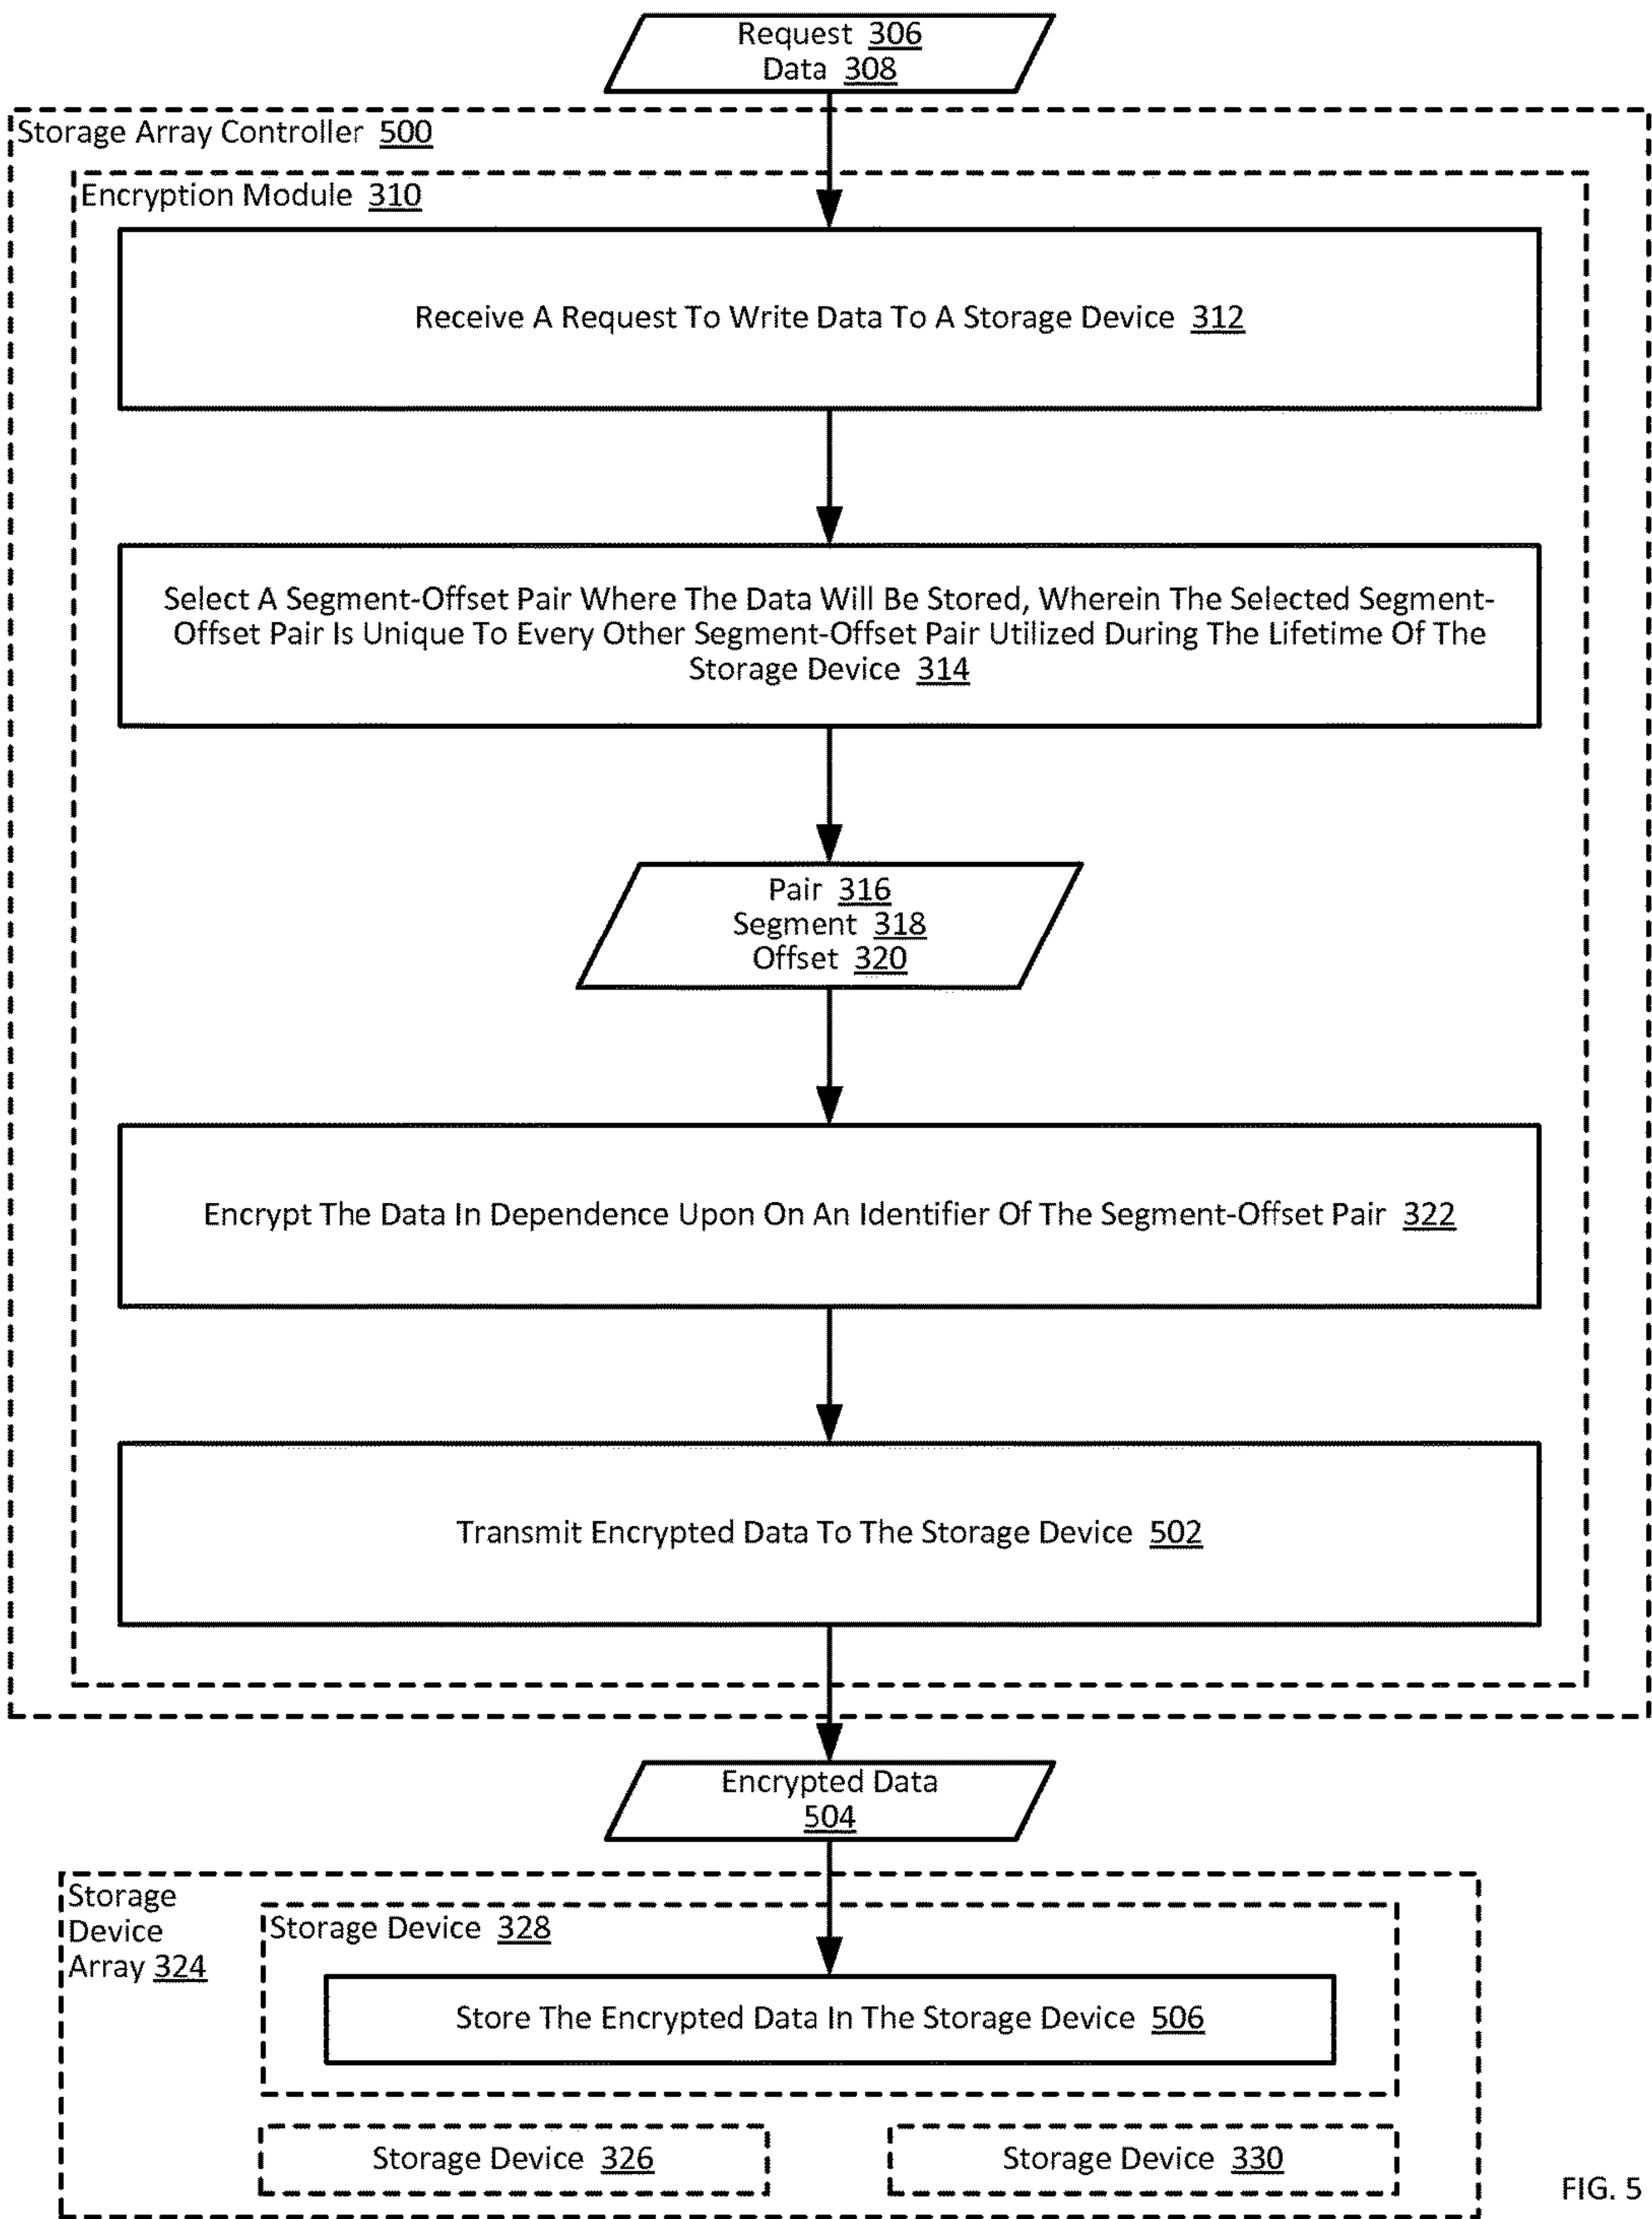 Request 306
Data 308
Storage Array Controller 500
Encryption Module 310
Receive A Request To Write Data To A Storage Device 312
Select A Segment-Offset Pair Where The Data Will Be Stored, Wherein The Selected Segment-
Offset Pair Is Unique To Every Other Segment-Offset Pair Utilized During The Lifetime Of The
Storage Device 314
Pair 316
Segment 318
Offset 320
Encrypt The Data In Dependence Upon On An Identifier Of The Segment-Offset Pair 322
Transmit Encrypted Data To The Storage Device 502
Encrypted Data
504
Storage
Device
Array 324
Storage Device 328
Store The Encrypted Data In The Storage Device 506
Storage Device 326
Storage Device 330
FIG. 5